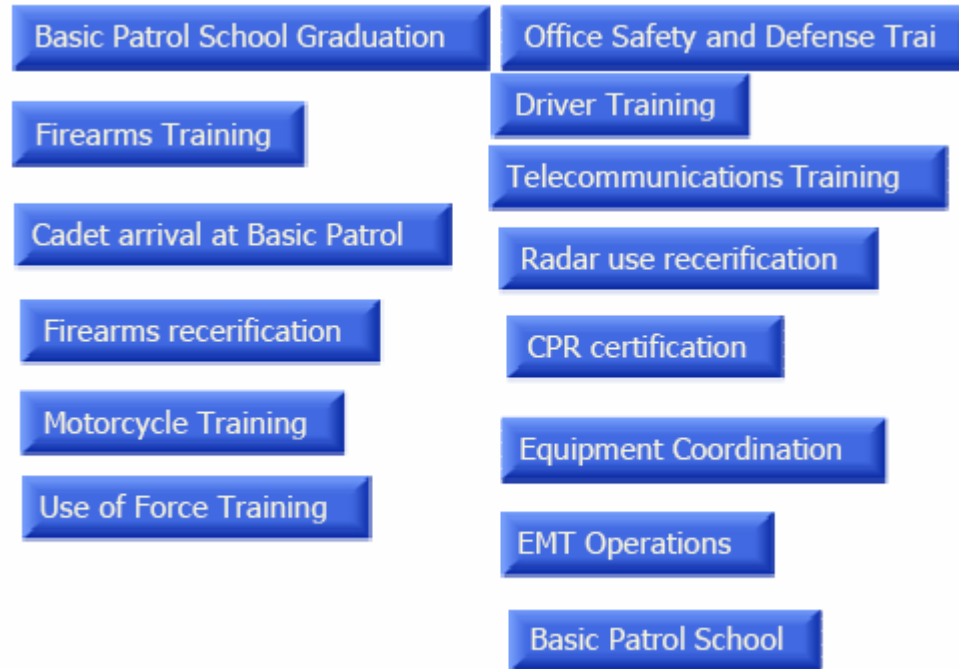 Basic Patrol School Graduation
Firearms Training
Cadet arrival at Basic Patrol
Firearms recerification
Motorcycle Training
Use of Force Training
Office Safety and Defense Trai
Driver Training
Telecommunications Training
Radar use recerification
CPR certification
Equipment Coordination
EMT Operations
Basic Patrol School